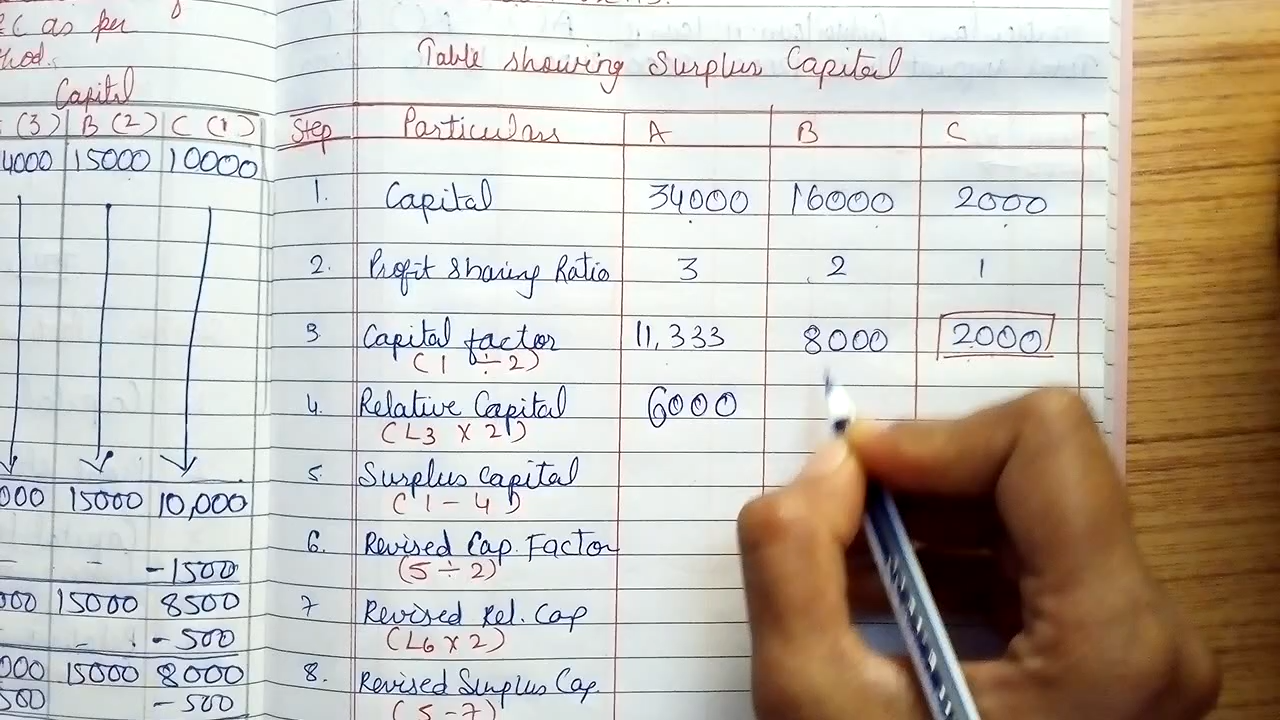 C as per
Capital
(3) B (2) C (1)
4000 15000 10000
000 15000 10,000
- - -1500
000 15000 8500
- - -500
000 15000 8000
500 -500
Table showing Surplus Capital
Step Particulars A B C
1. Capital 34000 16000 2000
2. Profit Sharing Ratio 3 2 1
3 Capital factor 11,333 8000 2000
(1 ÷ 2)
4. Relative Capital 6000
(L3 X 2)
5. Surplus Capital
(1 - 4)
6. Revised Cap. Factor
(5 ÷ 2)
7 Revised Rel. Cap
(L6 X 2)
8. Revised Surplus Cap.
(5-7)